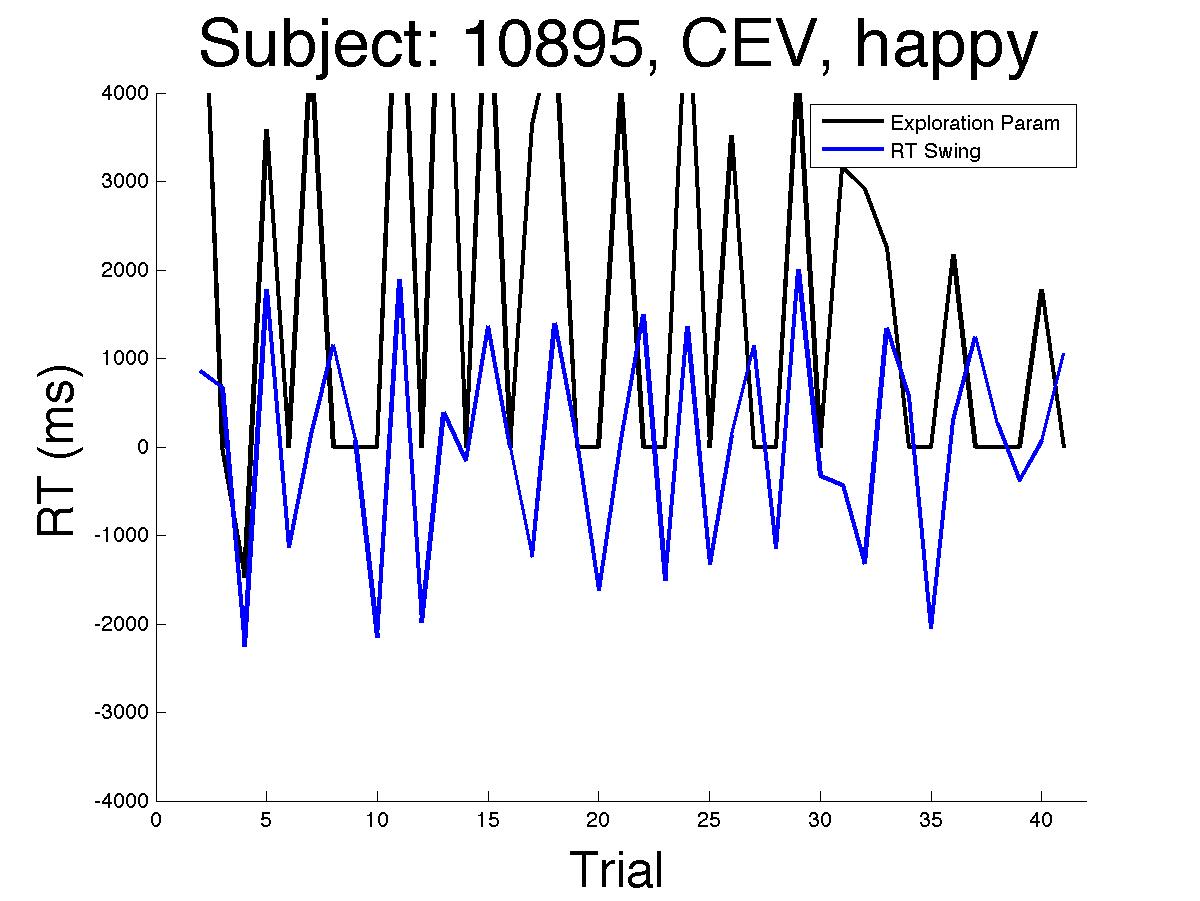 Subject: 10895, CEV, happy
4000
3000
2000
1000
0
-1000
-2000
-3000
-4000
RT (ms)
Exploration Param
RT Swing
0 5 10 15 20 25 30 35 40
Trial